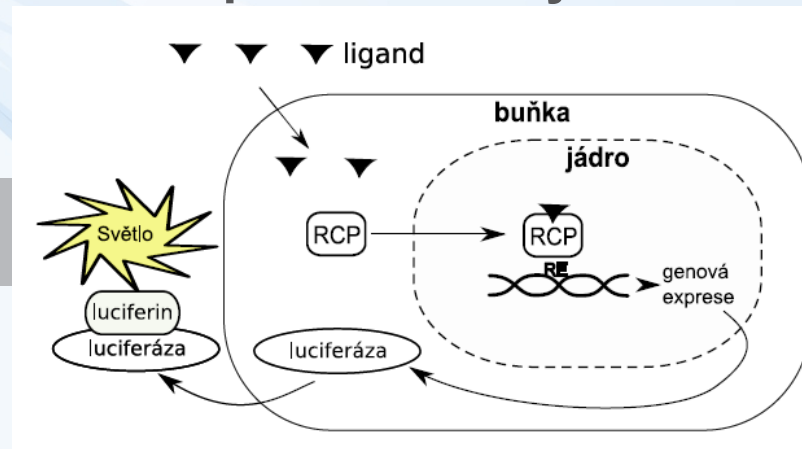 ligand
buňka
jádro
Světlo
RCP
RCP
RE
genová
exprese
luciferin
luciferáza
luciferáza